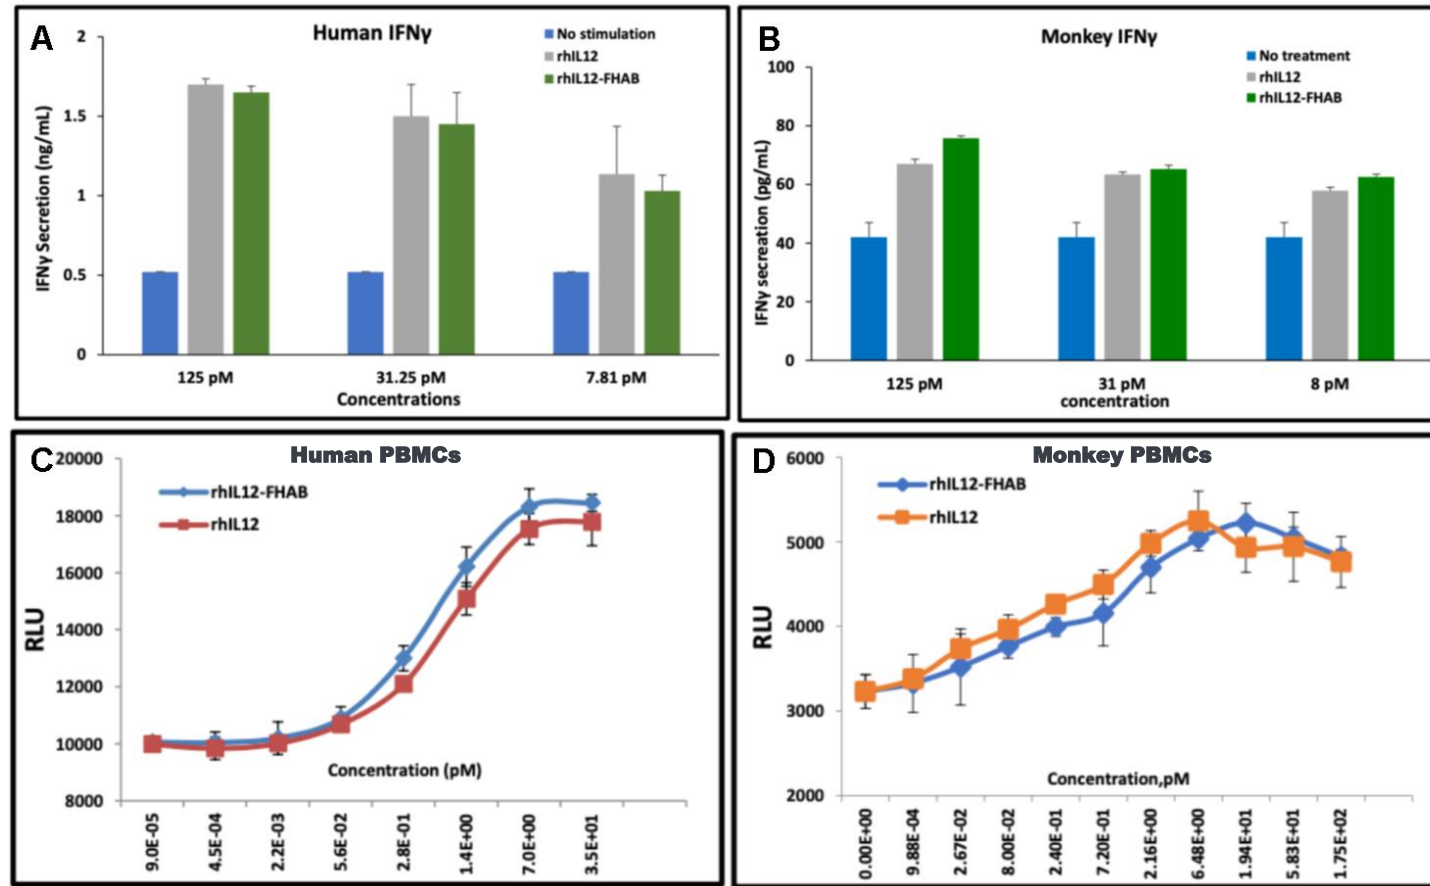 A
Human IFNγ
No stimulation
rhIL12
rhIL12-FHAB
IFNγ Secretion (ng/mL)
2
1.5
1
0.5
0
125 pM
31.25 pM
7.81 pM
Concentrations
B
Monkey IFNγ
No treatment
rhIL12
rhIL12-FHAB
IFNγ secreation (pg/mL)
100
80
60
40
20
0
125 pM
31 pM
8 pM
concentration
C
Human PBMCs
rhIL12-FHAB
rhIL12
RLU
20000
18000
16000
14000
12000
10000
8000
Concentration (pM)
9.0E-05
4.5E-04
2.2E-03
5.6E-02
2.8E-01
1.4E+00
7.0E+00
3.5E+01
D
Monkey PBMCs
rhIL12-FHAB
rhIL12
RLU
6000
5000
4000
3000
2000
Concentration,pM
0.00E+00
9.88E-04
2.67E-02
8.00E-02
2.40E-01
7.20E-01
2.16E+00
6.48E+00
1.94E+01
5.83E+01
1.75E+02